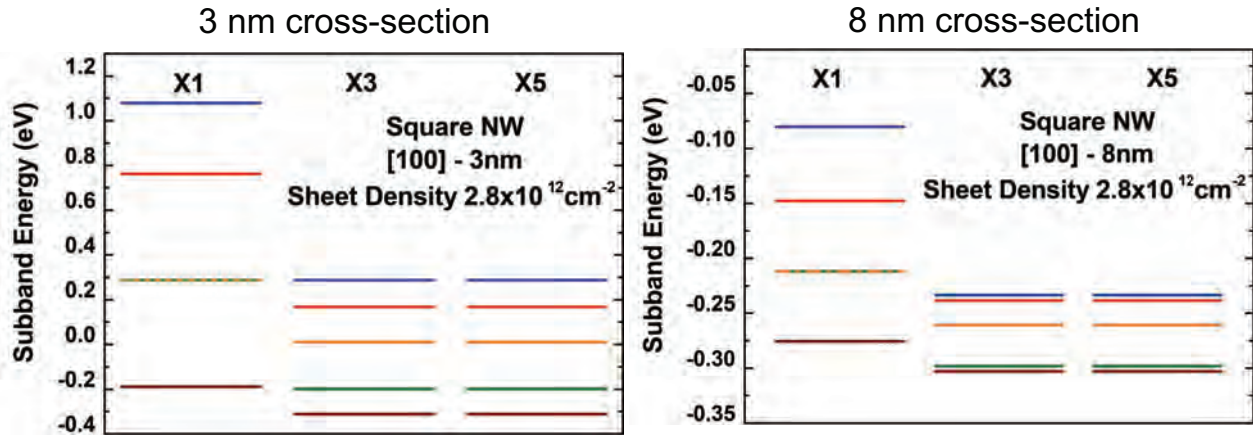 3 nm cross-section
Subband Energy (eV)
1.2
1.0
0.8
0.6
0.4
0.2
0.0
-0.2
-0.4
X1 X3 X5
Square NW
[100] - 3nm
Sheet Density 2.8x10 12cm-2
8 nm cross-section
Subband Energy (eV)
-0.05
-0.10
-0.15
-0.20
-0.25
-0.30
-0.35
X1 X3 X5
Square NW
[100] - 8nm
Sheet Density 2.8x10 12cm-2